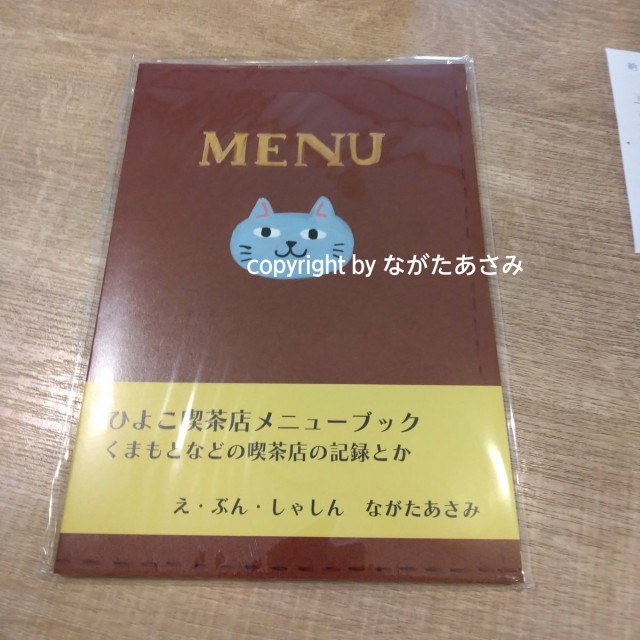 MENU
copyright by ながたあさみ
ひよこ喫茶店メニューブック
くまもとなどの喫茶店の記録とか
え・ぶん・しゃしん ながたあさみ